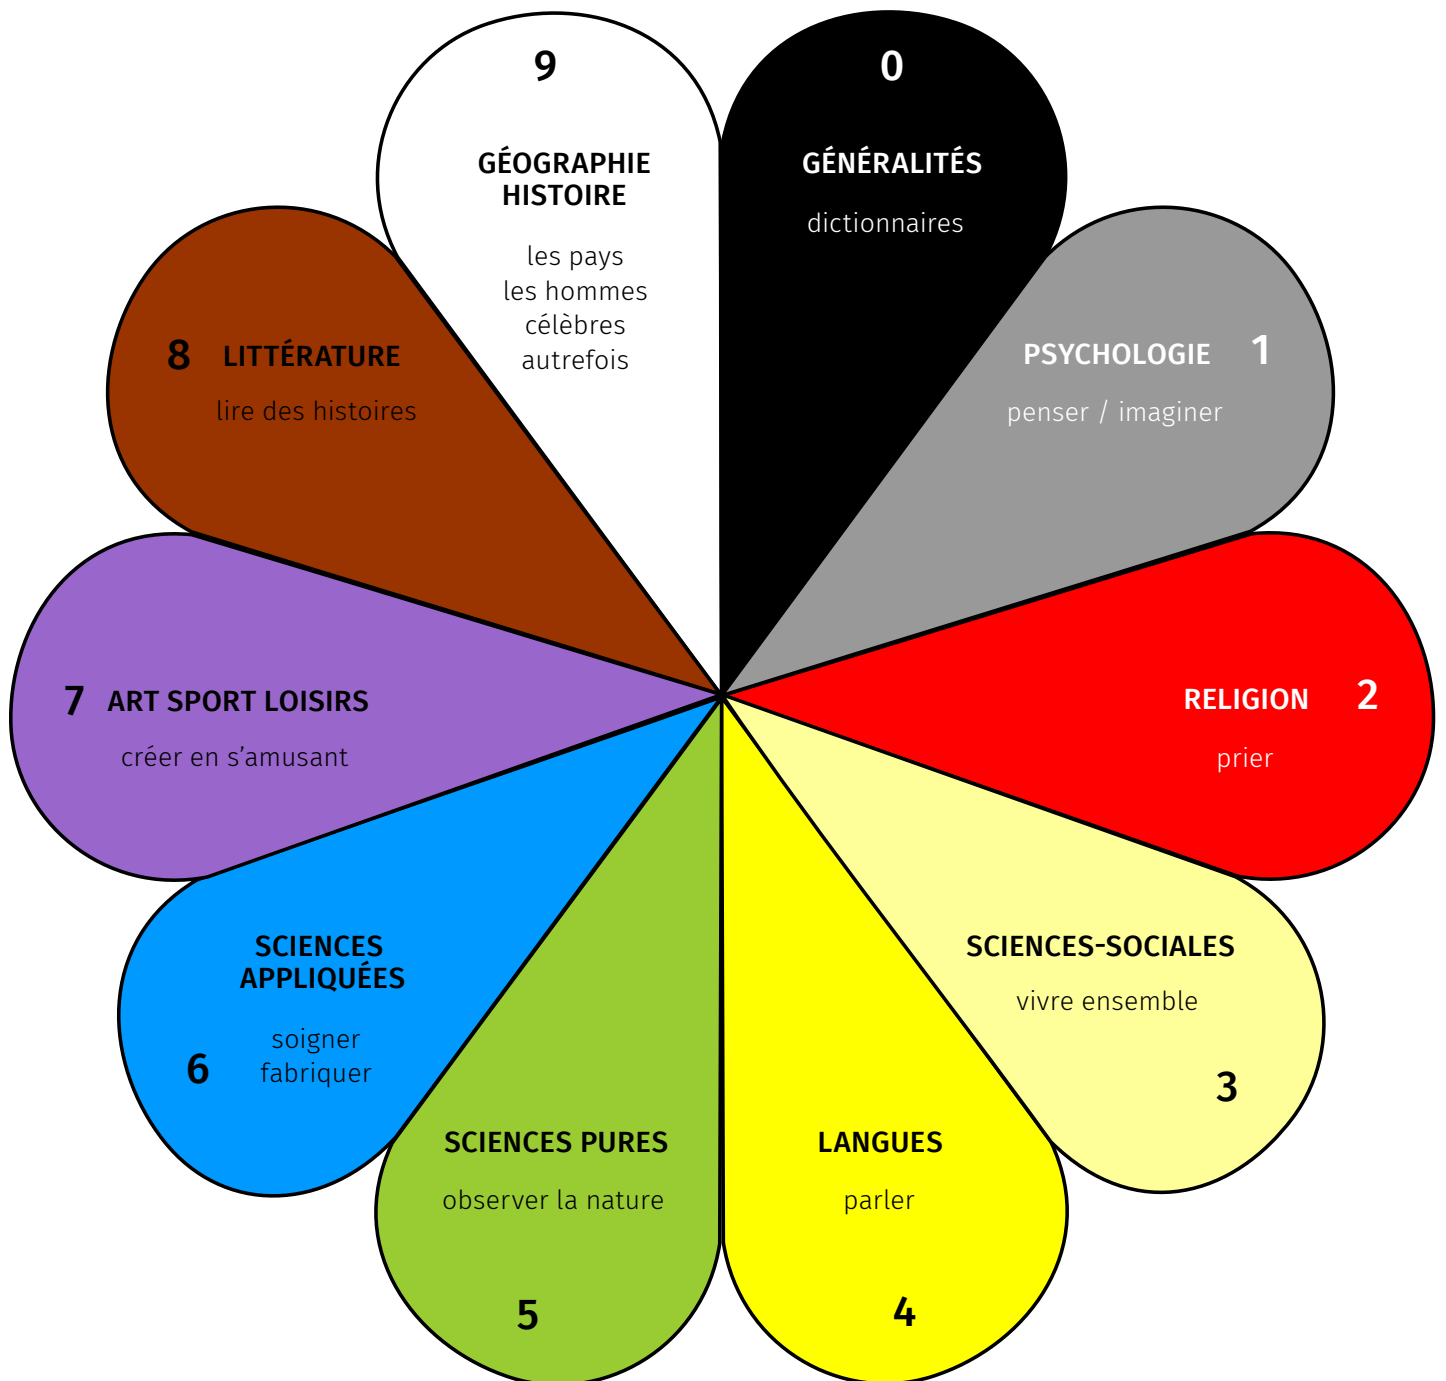 0
GÉNÉRALITÉS
dictionnaires
PSYCHOLOGIE 1
penser / imaginer
RELIGION 2
prier
SCIENCES-SOCIALES
vivre ensemble
3
LANGUES
parler
4
SCIENCES PURES
observer la nature
5
SCIENCES
APPLIQUÉES
soigner
6 fabriquer
7 ART SPORT LOISIRS
créer en s’amusant
8 LITTÉRATURE
lire des histoires
9
GÉOGRAPHIE
HISTOIRE
les pays
les hommes
célèbres
autrefois